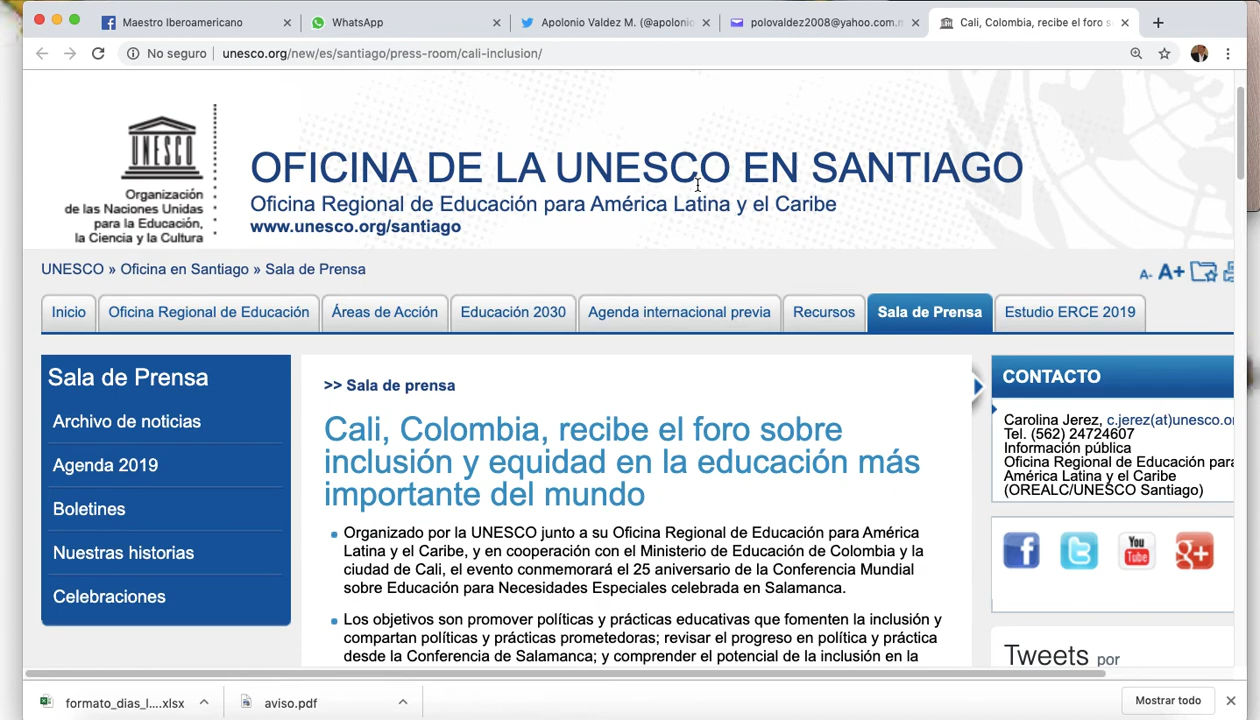 Maestro Iberoamericano
WhatsApp
Apolonio Valdez M. (@apolonio
polovaldez2008@yahoo.com.m
Cali, Colombia, recibe el foro s
No seguro
unesco.org/new/es/santiago/press-room/cali-inclusion/
UNESCO
Organización
de las Naciones Unidas
para la Educación,
la Ciencia y la Cultura
OFICINA DE LA UNESCO EN SANTIAGO
Oficina Regional de Educación para América Latina y el Caribe
www.unesco.org/santiago
UNESCO » Oficina en Santiago » Sala de Prensa
A- A+
Inicio
Oficina Regional de Educación
Áreas de Acción
Educación 2030
Agenda internacional previa
Recursos
Sala de Prensa
Estudio ERCE 2019
Sala de Prensa
Archivo de noticias
Agenda 2019
Boletines
Nuestras historias
Celebraciones
>> Sala de prensa
Cali, Colombia, recibe el foro sobre
inclusión y equidad en la educación más
importante del mundo
Organizado por la UNESCO junto a su Oficina Regional de Educación para América
Latina y el Caribe, y en cooperación con el Ministerio de Educación de Colombia y la
ciudad de Cali, el evento conmemorará el 25 aniversario de la Conferencia Mundial
sobre Educación para Necesidades Especiales celebrada en Salamanca.
Los objetivos son promover políticas y prácticas educativas que fomenten la inclusión y
compartan políticas y prácticas prometedoras; revisar el progreso en política y práctica
desde la Conferencia de Salamanca; y comprender el potencial de la inclusión en la
CONTACTO
Carolina Jerez, c.jerez(at)unesco.or
Tel. (562) 24724607
Información pública
Oficina Regional de Educación para
América Latina y el Caribe
(OREALC/UNESCO Santiago)
You
Tube
g+
Tweets por
formato_dias_l....xlsx
aviso.pdf
Mostrar todo